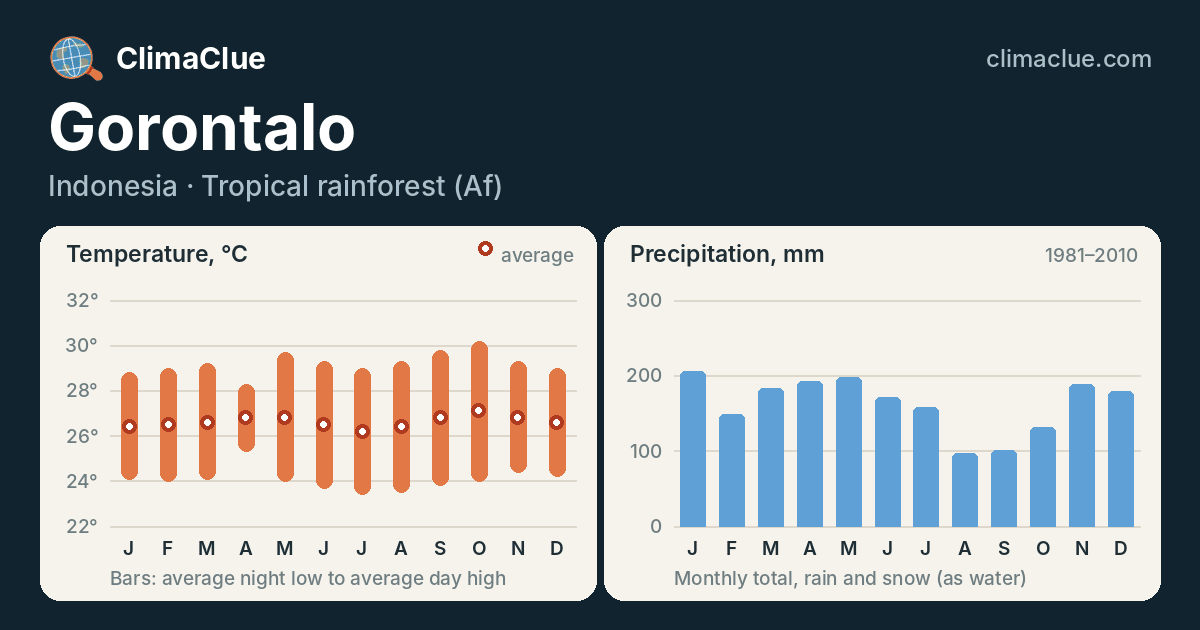 ClimaClue
climaclue.com
Gorontalo
Indonesia · Tropical rainforest (Af)
Temperature, °C
average
32°
30°
28°
26°
24°
22°
J F M A M J J A S O N D
Bars: average night low to average day high
Precipitation, mm
1981–2010
300
200
100
0
J F M A M J J A S O N D
Monthly total, rain and snow (as water)